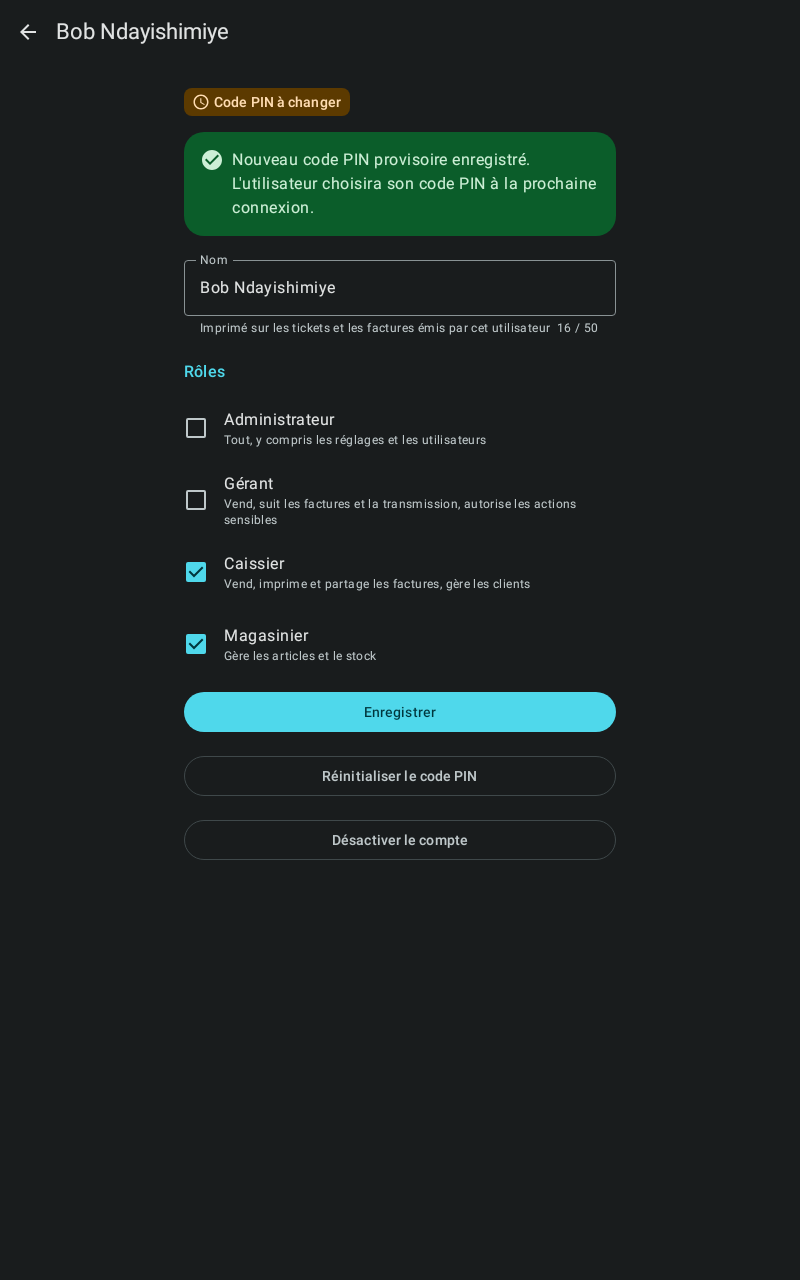 Bob Ndayishimiye
Code PIN à changer
Nouveau code PIN provisoire enregistré.
L'utilisateur choisira son code PIN à la prochaine
connexion.
Nom
Bob Ndayishimiye
Imprimé sur les tickets et les factures émis par cet utilisateur 16 / 50
Rôles
Administrateur
Tout, y compris les réglages et les utilisateurs
Gérant
Vend, suit les factures et la transmission, autorise les actions
sensibles
Caissier
Vend, imprime et partage les factures, gère les clients
Magasinier
Gère les articles et le stock
Enregistrer
Réinitialiser le code PIN
Désactiver le compte